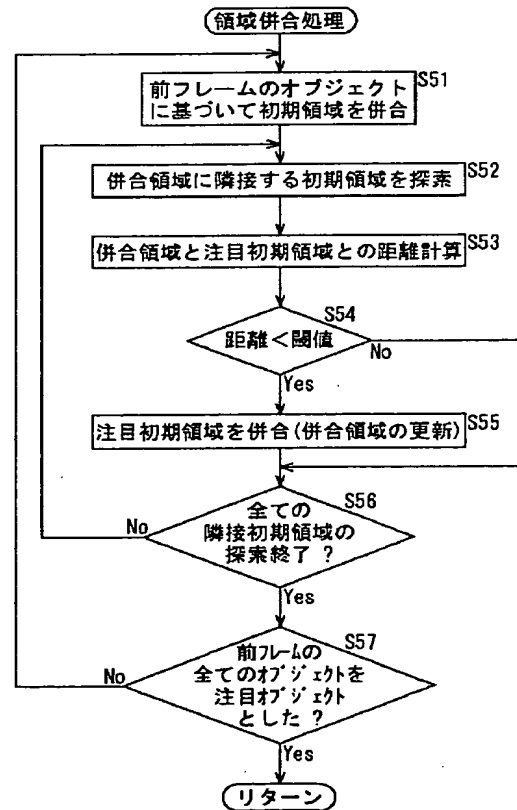 領域併合処理
S51
前フレームのオブジェクト
に基づいて初期領域を併合
S52
併合領域に隣接する初期領域を探索
S53
併合領域と注目初期領域との距離計算
S54
距離<閾値
No
Yes
S55
注目初期領域を併合(併合領域の更新)
S56
全ての
隣接初期領域の
探索終了 ?
No
Yes
S57
前フレームの
全てのオブジェクトを
注目オブジェクト
とした ?
No
Yes
リターン